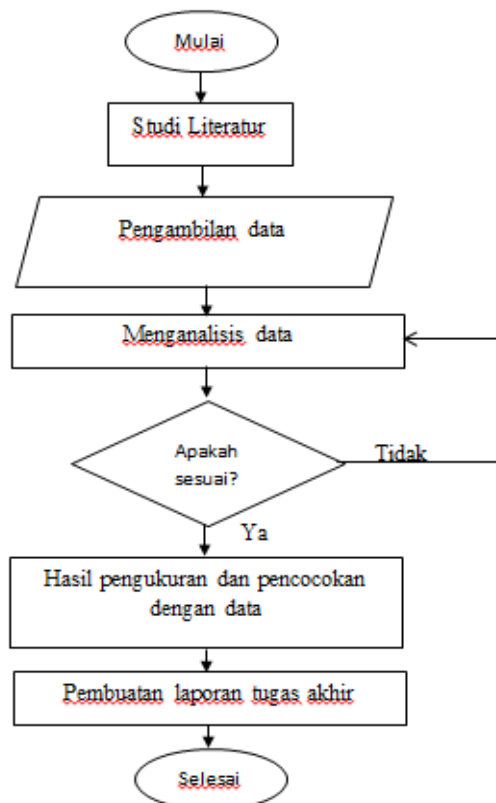 Mulai
Studi Literatur
Pengambilan data
Menganalisis data
Apakah
sesuai?
Tidak
Ya
Hasil pengukuran dan pencocokan
dengan data
Pembuatan laporan tugas akhir
Selesai